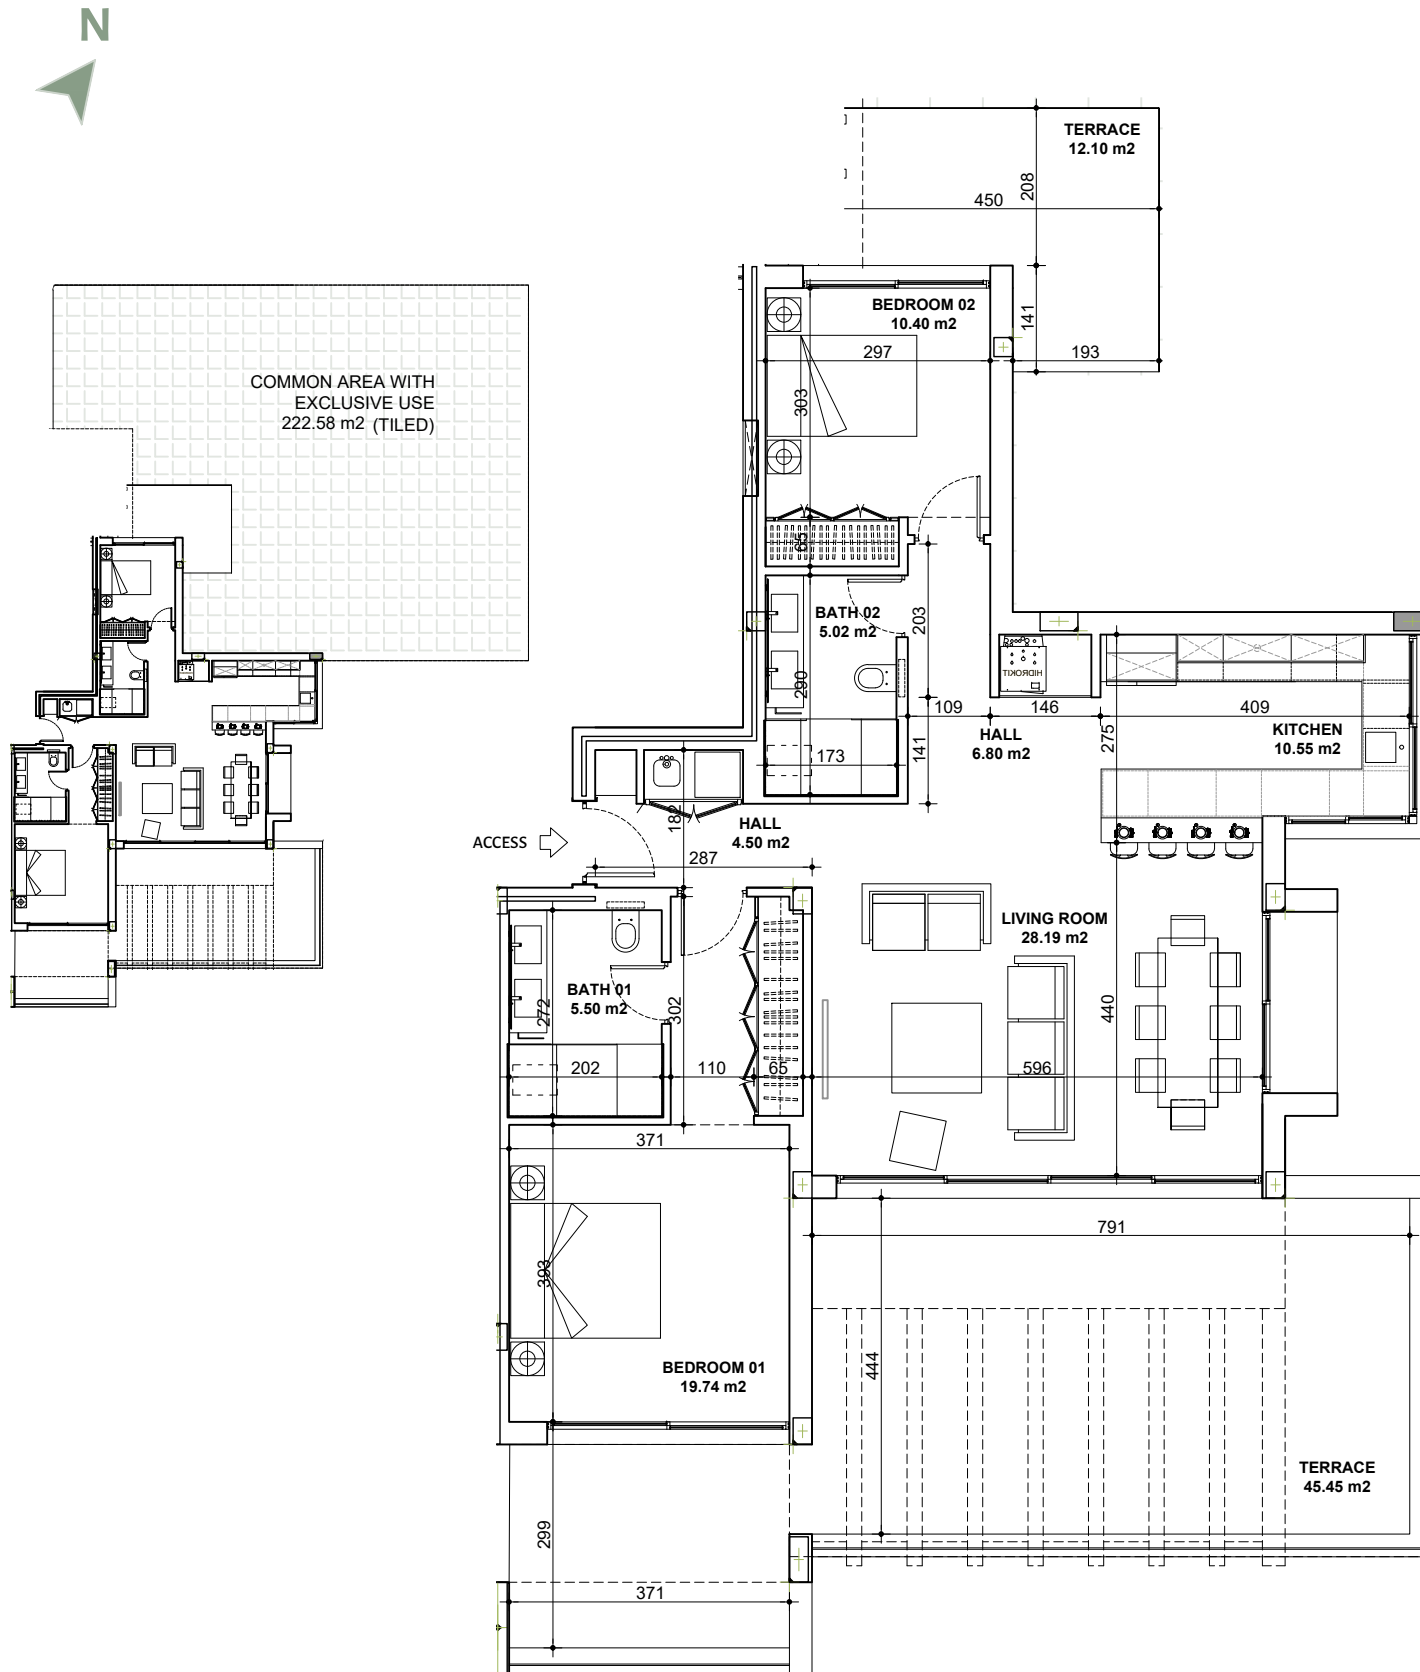 N
TERRACE
12.10 m2
208
450
141
193
COMMON AREA WITH
EXCLUSIVE USE
222.58 m2 (TILED)
BEDROOM 02
10.40 m2
297
303
65
BATH 02
5.02 m2
203
290
HIDROKIT
109
146
409
HALL
6.80 m2
KITCHEN
10.55 m2
275
141
173
HALL
4.50 m2
ACCESS
287
LIVING ROOM
28.19 m2
BATH 01
5.50 m2
272
302
440
202
110
65
596
371
393
791
BEDROOM 01
19.74 m2
444
TERRACE
45.45 m2
299
371